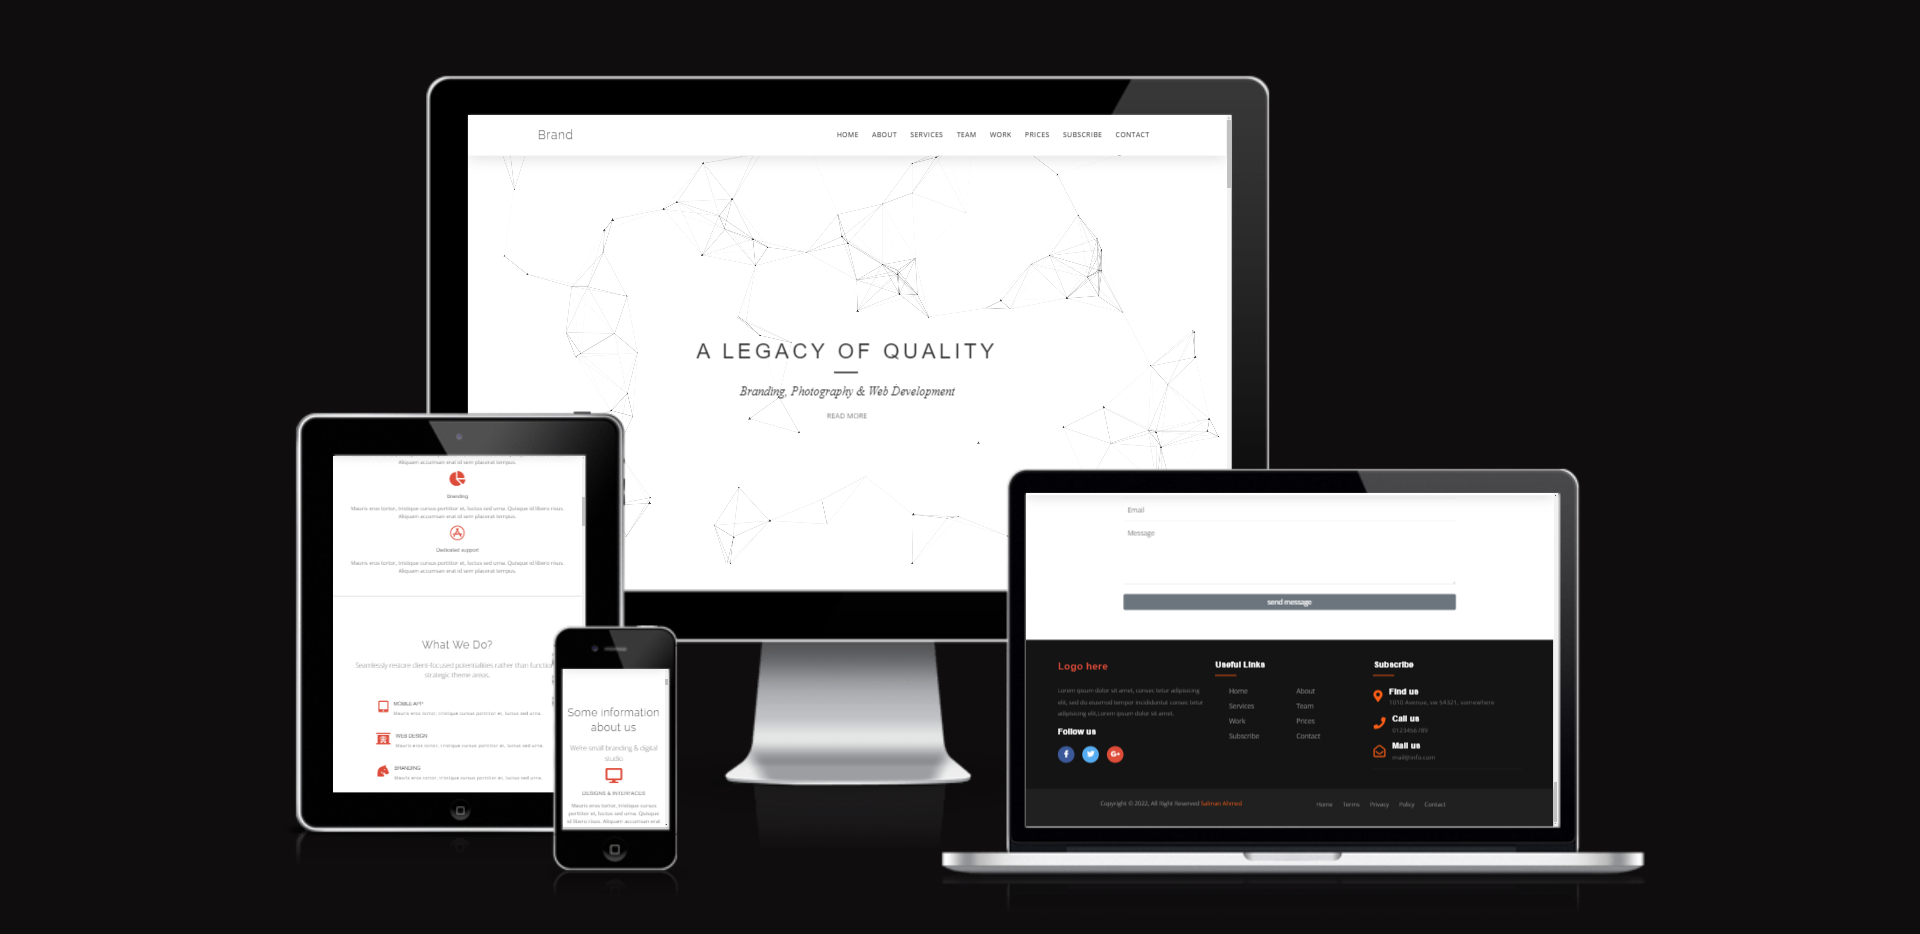 Brand
HOME ABOUT SERVICES TEAM WORK PRICES SUBSCRIBE CONTACT
A LEGACY OF QUALITY
Branding, Photography & Web Development
READ MORE
Aliquam accumsan erat id sem placerat tempus.
Branding
Mauris eros tortor, tristique cursus porttitor et, luctus sed urna. Quisque id libero risus.
Aliquam accumsan erat id sem placerat tempus.
Dedicated support
Mauris eros tortor, tristique cursus porttitor et, luctus sed urna. Quisque id libero risus.
Aliquam accumsan erat id sem placerat tempus.
What We Do?
Seamlessly restore client-focused potentialities rather than functio
strategic theme areas.
MOBILE APP
Mauris eros tortor, tristique cursus porttitor et, luctus sed urna.
WEB DESIGN
Mauris eros tortor, tristique cursus porttitor et, luctus sed urna.
BRANDING
Mauris eros tortor, tristique cursus porttitor et, luctus sed urna.
Some information
about us
We're small branding & digital
studio
DESIGNS & INTERFACES
Mauris eros tortor, tristique cursus
porttitor et, luctus sed urna. Quisque
id libero risus. Aliquam accumsan erat
Email
Message
send message
Logo here
Lorem ipsum dolor sit amet, consec tetur adipisicing
elit, sed do eiusmod tempor incididuntut consec tetur
adipisicing elit,Lorem ipsum dolor sit amet.
Follow us
Useful Links
Home About
Services Team
Work Prices
Subscribe Contact
Subscribe
Find us
1010 Avenue, sw 54321, somewhere
Call us
0123456789
Mail us
mail@info.com
Copyright © 2022, All Right Reserved Salman Ahmed
Home Terms Privacy Policy Contact